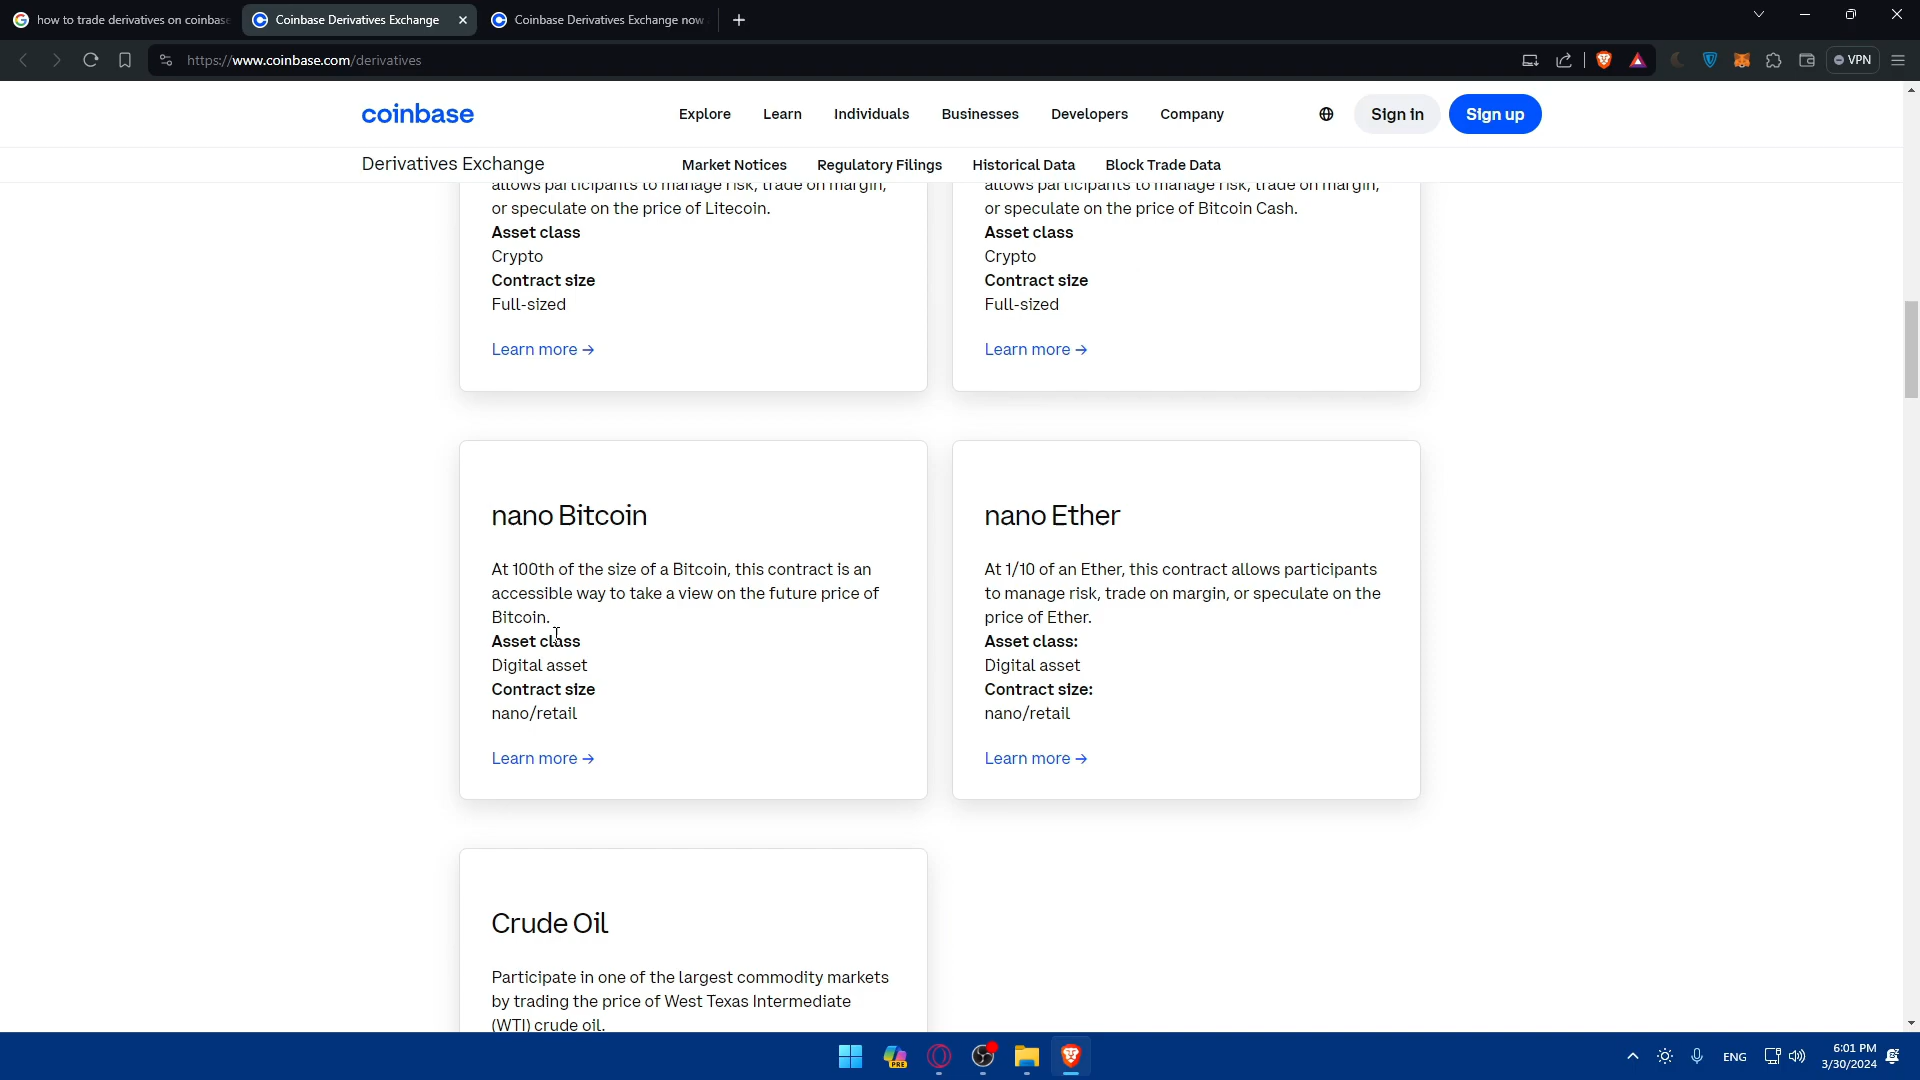 how to trade derivatives on coinbas
Coinbase Derivatives Exchange
Coinbase Derivatives Exchange now
https://www.coinbase.com/derivatives
VPN
coinbase
Explore
Learn
Individuals
Businesses
Developers
Company
Sign in
Sign up
Derivatives Exchange
Market Notices
Regulatory Filings
Historical Data
Block Trade Data
allows participants to manage risk, trade on margin,
or speculate on the price of Litecoin.
Asset class
Crypto
Contract size
Full-sized
Learn more →
allows participants to manage risk, trade on margin,
or speculate on the price of Bitcoin Cash.
Asset class
Crypto
Contract size
Full-sized
Learn more →
nano Bitcoin
At 100th of the size of a Bitcoin, this contract is an
accessible way to take a view on the future price of
Bitcoin.
Asset class
Digital asset
Contract size
nano/retail
Learn more →
nano Ether
At 1/10 of an Ether, this contract allows participants
to manage risk, trade on margin, or speculate on the
price of Ether.
Asset class:
Digital asset
Contract size:
nano/retail
Learn more →
Crude Oil
Participate in one of the largest commodity markets
by trading the price of West Texas Intermediate
(WTI) crude oil.
PRE
ENG
6:01 PM
3/30/2024